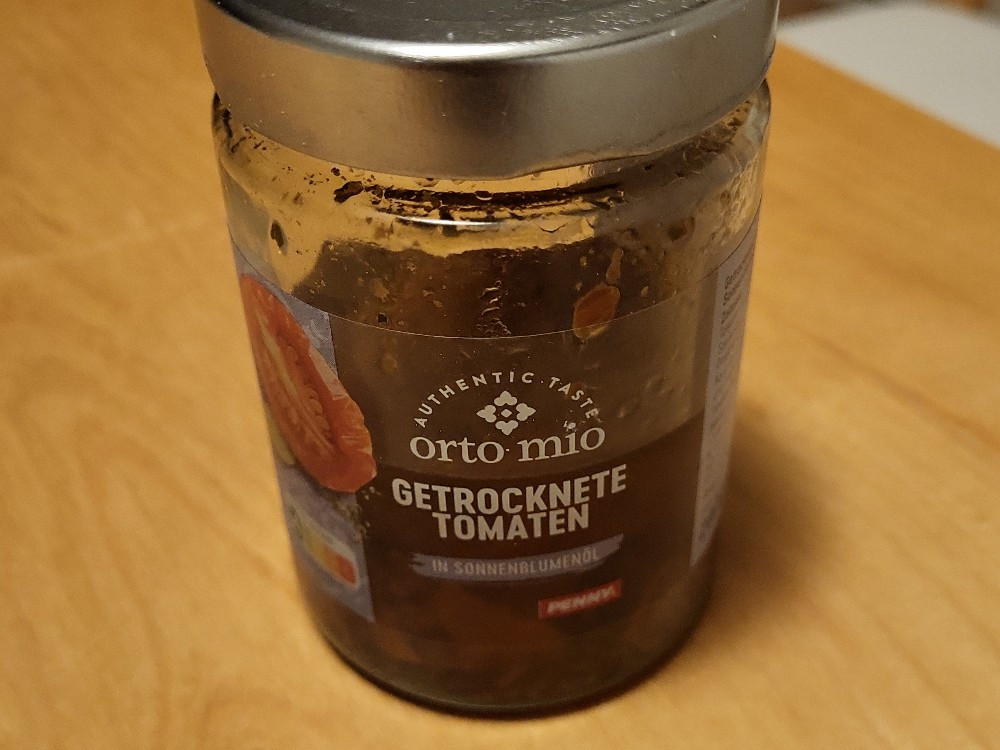 AUTHENTIC · TASTE
orto mio
GETROCKNETE
TOMATEN
IN SONNENBLUMENÖL
PENNY.